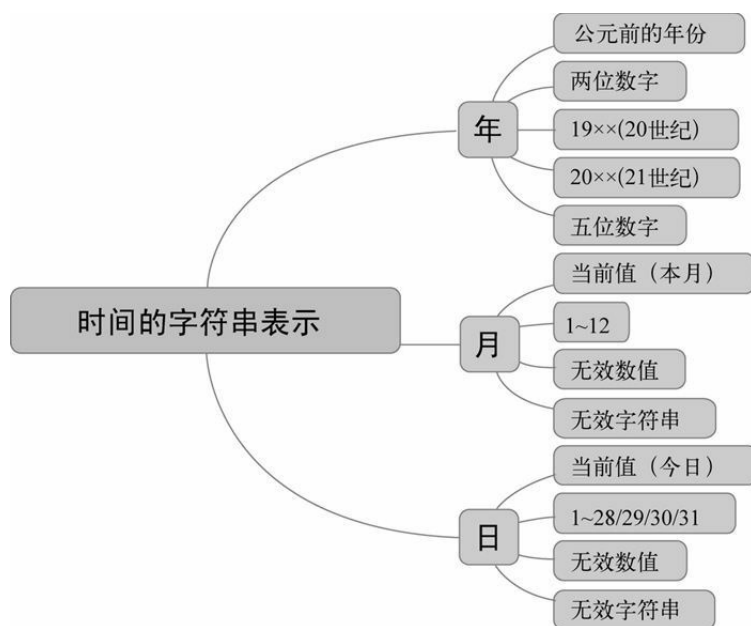 时间的字符串表示
年
公元前的年份
两位数字
19××(20世纪)
20××(21世纪)
五位数字
月
当前值（本月）
1~12
无效数值
无效字符串
日
当前值（今日）
1~28/29/30/31
无效数值
无效字符串